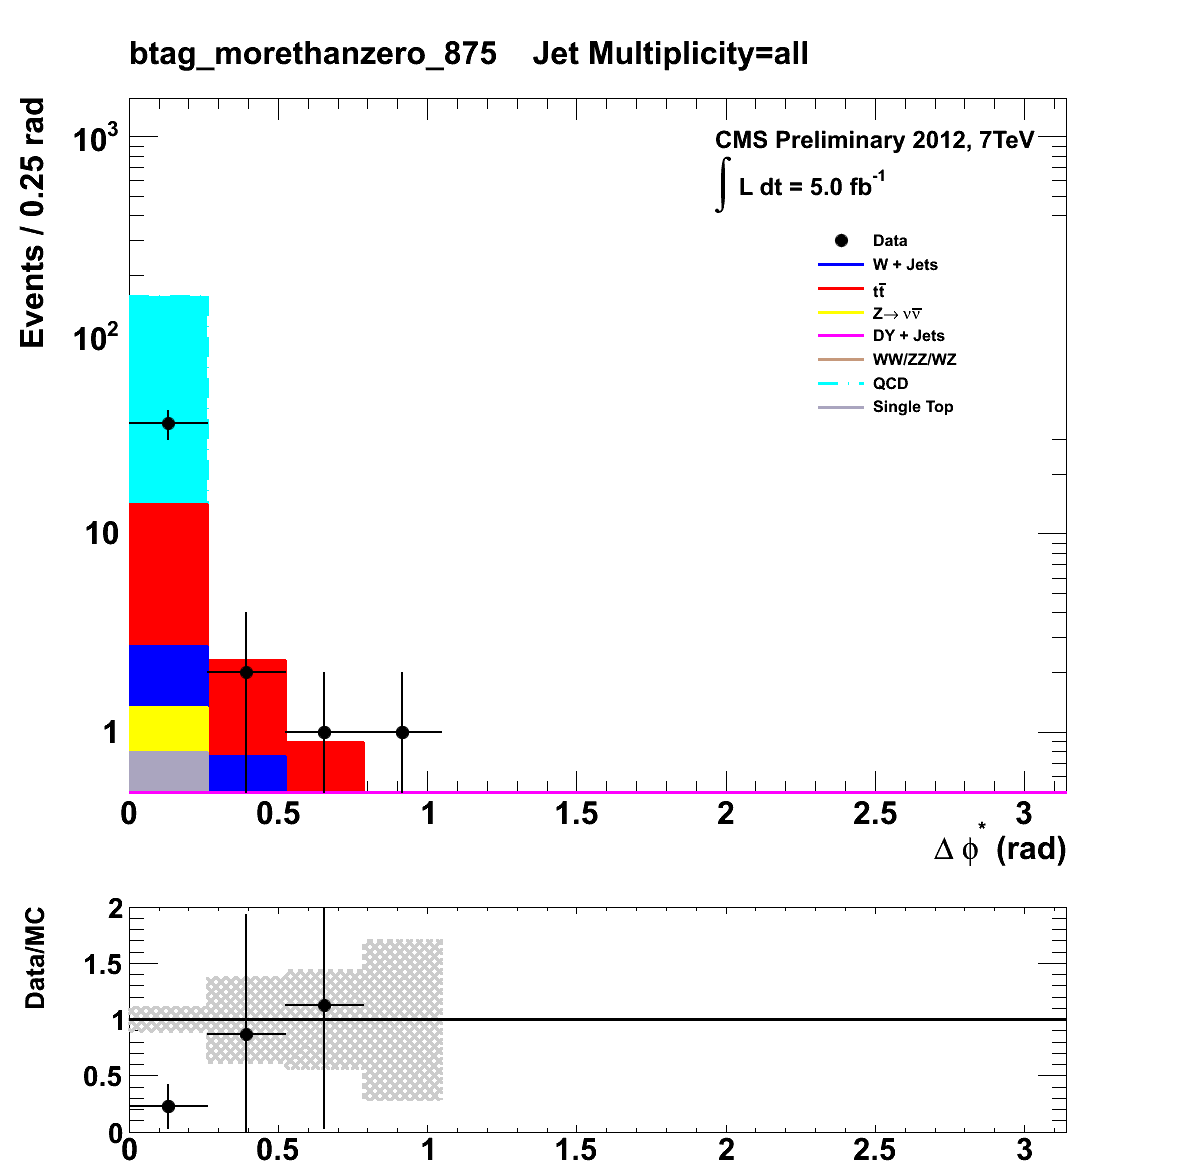 btag_morethanzero_875 Jet Multiplicity=all
Events / 0.25 rad
10³
10²
10
1
CMS Preliminary 2012, 7TeV
∫ L dt = 5.0 fb⁻¹
Data
W + Jets
tt̅
Z→ νν̅
DY + Jets
WW/ZZ/WZ
QCD
Single Top
0 0.5 1 1.5 2 2.5 3
Δ ϕ* (rad)
Data/MC
2
1.5
1
0.5
0
0 0.5 1 1.5 2 2.5 3